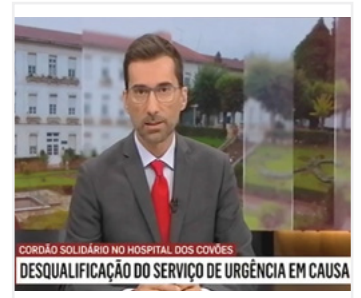 CORDÃO SOLIDÁRIO NO HOSPITAL DOS COVÕES
DESQUALIFICAÇÃO DO SERVIÇO DE URGÊNCIA EM CAUSA